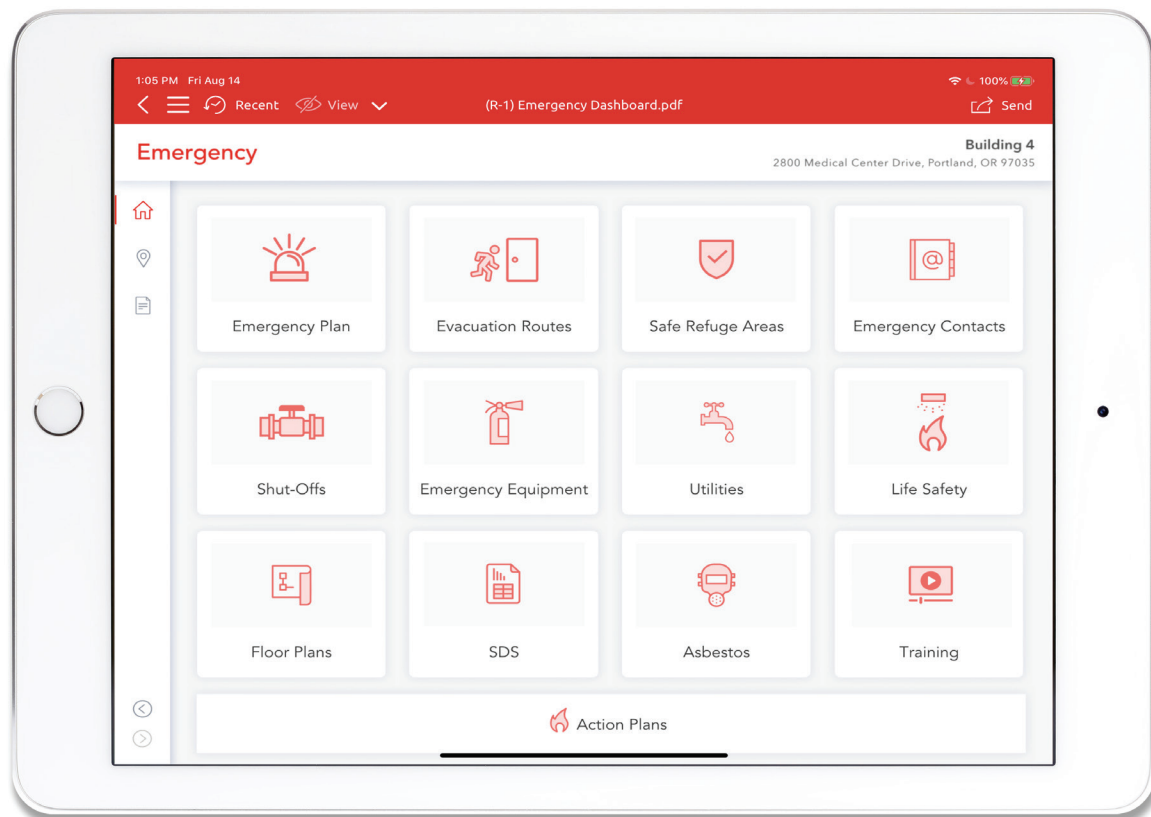 1:05 PM Fri Aug 14
100%
Recent View
(R-1) Emergency Dashboard.pdf
Send
Emergency
Building 4
2800 Medical Center Drive, Portland, OR 97035
Emergency Plan
Evacuation Routes
Safe Refuge Areas
Emergency Contacts
Shut-Offs
Emergency Equipment
Utilities
Life Safety
Floor Plans
SDS
Asbestos
Training
Action Plans